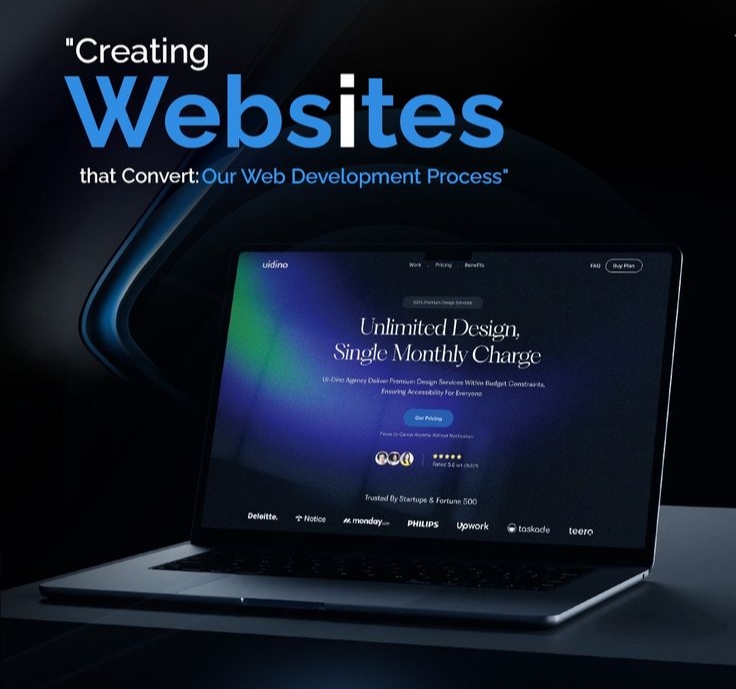 "Creating
Websites
that Convert: Our Web Development Process"
uidino
Work Pricing Benefits
FAQ Buy Plan
100% Premium Design Services
Unlimited Design,
Single Monthly Charge
Ui-Dino Agency Deliver Premium Design Services Within Budget Constraints,
Ensuring Accessibility For Everyone
Our Pricing
Pause Or Cancel Anytime Without Notification
Rated 5.0 on Clutch
Trusted By Startups & Fortune 500
Deloitte. Notice monday.com PHILIPS Upwork taskade teero